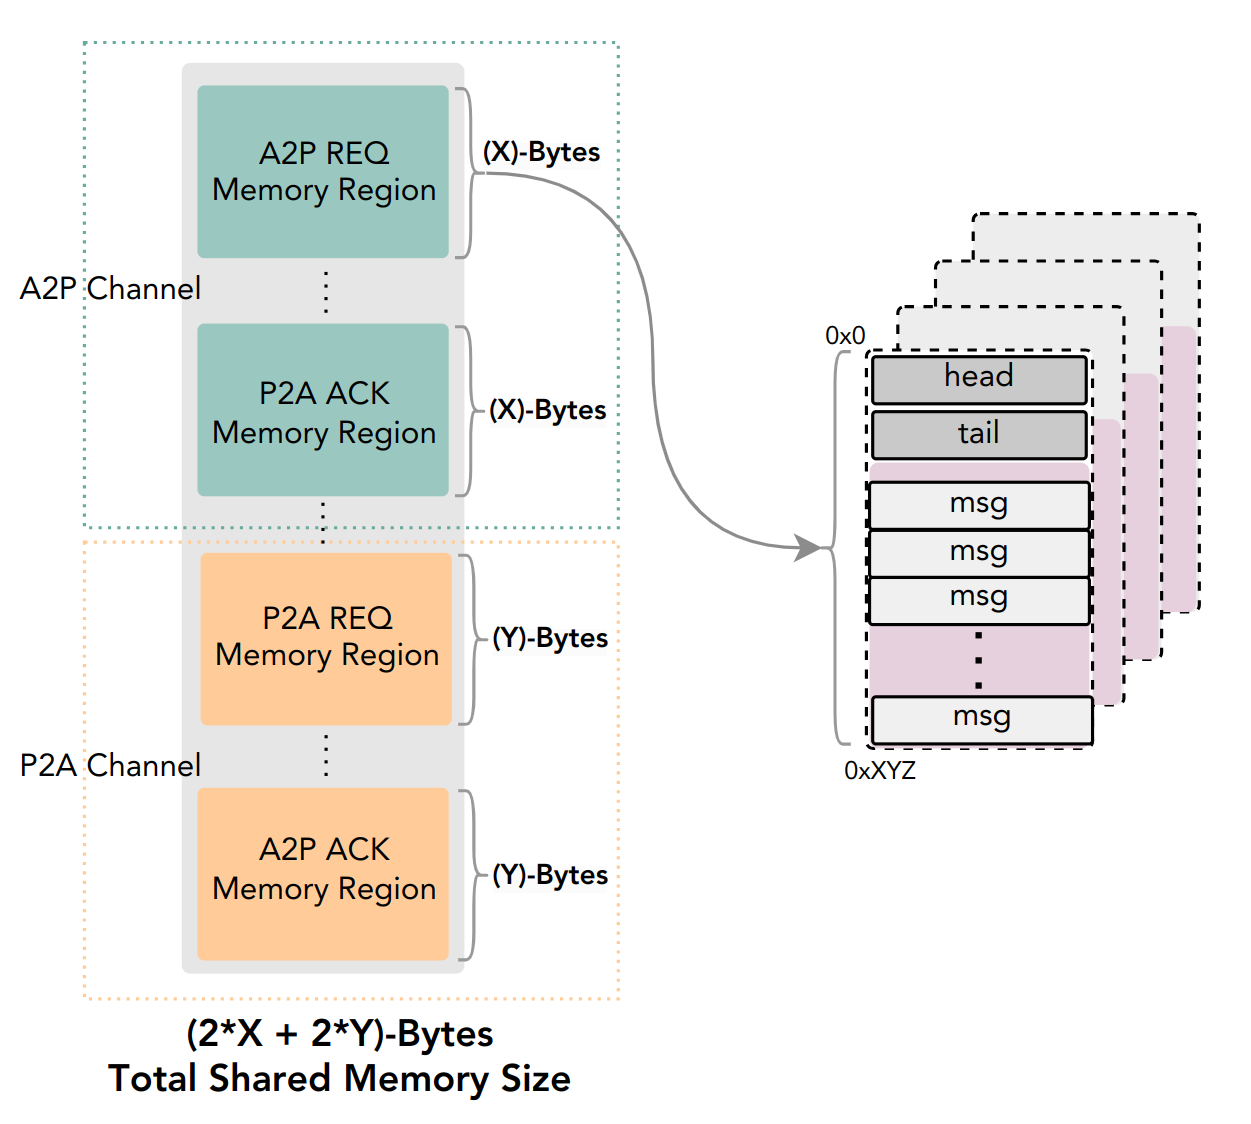 A2P REQ
Memory Region
(X)-Bytes
A2P Channel
P2A ACK
Memory Region
(X)-Bytes
P2A REQ
Memory Region
(Y)-Bytes
P2A Channel
A2P ACK
Memory Region
(Y)-Bytes
(2*X + 2*Y)-Bytes
Total Shared Memory Size
0x0
head
tail
msg
msg
msg
msg
0xXYZ